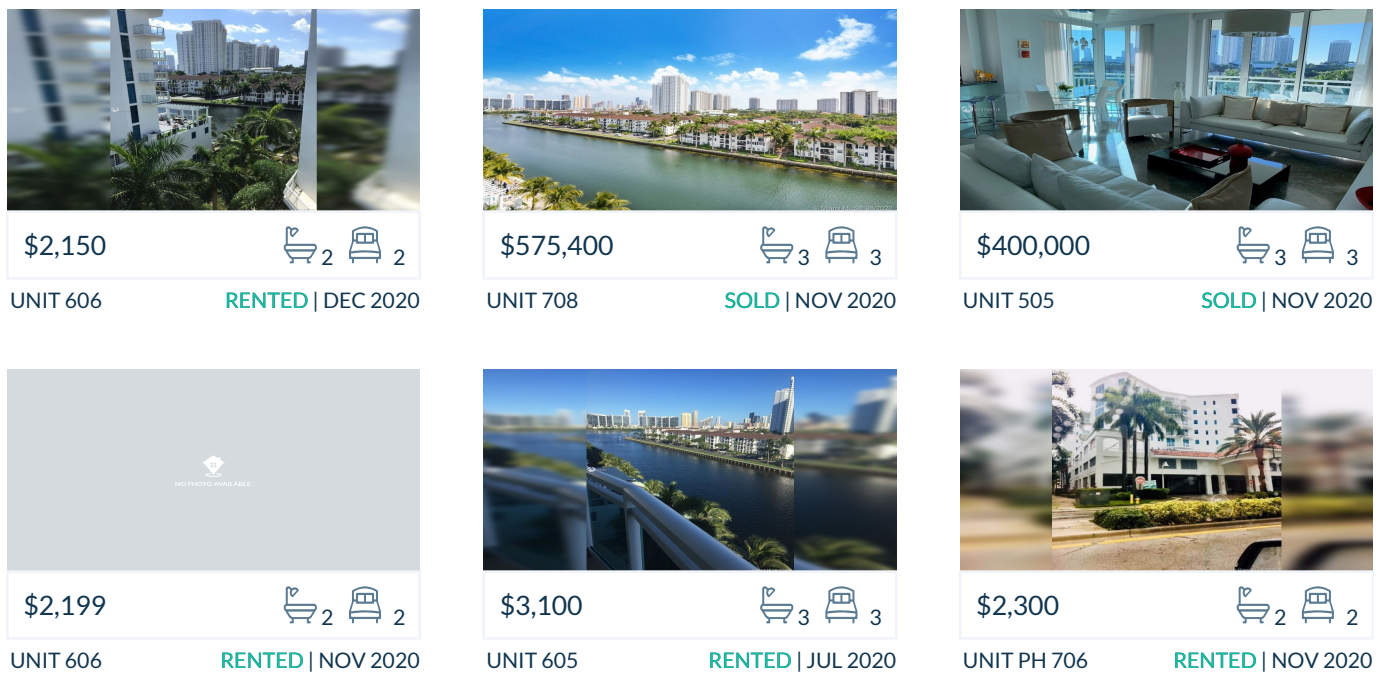 $2,150 2 2
UNIT 606 RENTED | DEC 2020
$575,400 3 3
UNIT 708 SOLD | NOV 2020
$400,000 3 3
UNIT 505 SOLD | NOV 2020
NO PHOTO AVAILABLE
$2,199 2 2
UNIT 606 RENTED | NOV 2020
$3,100 3 3
UNIT 605 RENTED | JUL 2020
$2,300 2 2
UNIT PH 706 RENTED | NOV 2020